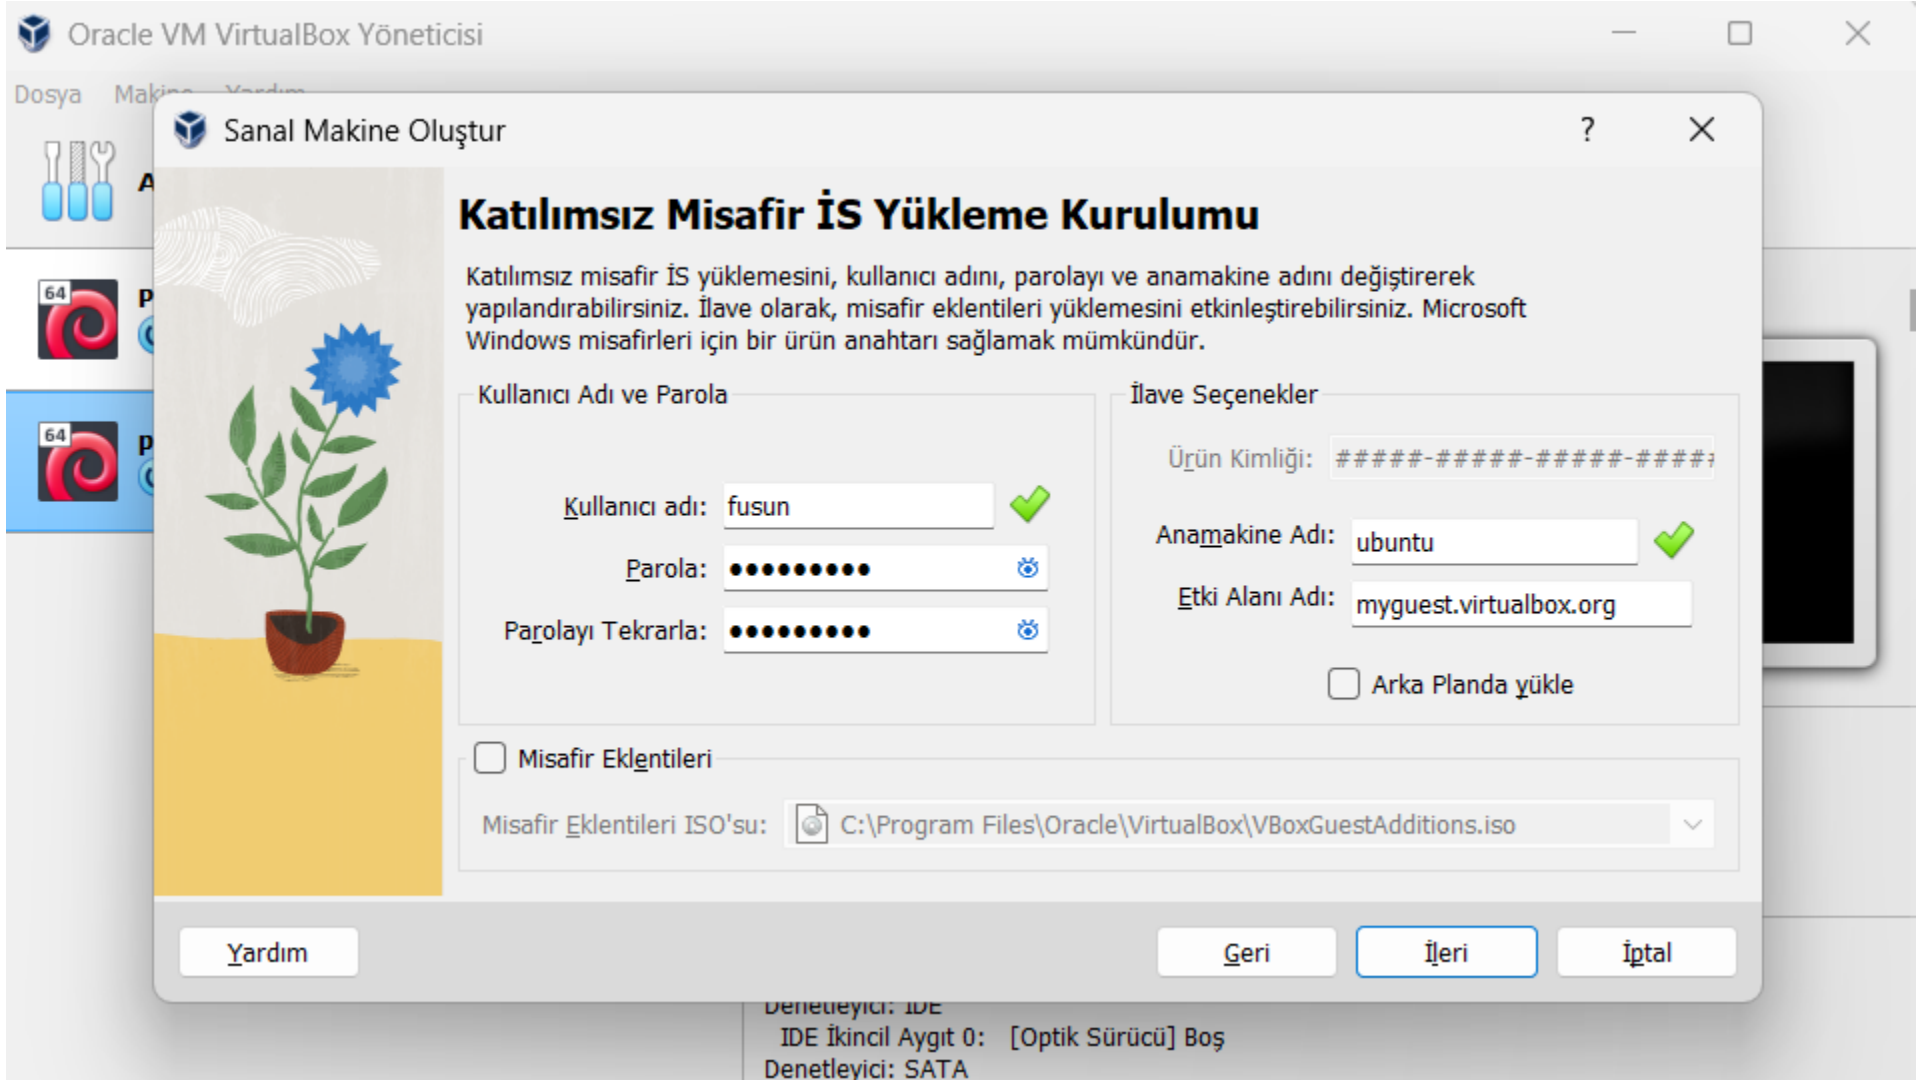 Oracle VM VirtualBox Yöneticisi
Dosya
Sanal Makine Oluştur
?
A
Katılımsız Misafir İS Yükleme Kurulumu
Katılımsız misafir İS yüklemesini, kullanıcı adını, parolayı ve anamakine adını değiştirerek
yapılandırabilirsiniz. İlave olarak, misafir eklentileri yüklemesini etkinleştirebilirsiniz. Microsoft
Windows misafirleri için bir ürün anahtarı sağlamak mümkündür.
64
p
64
p
Kullanıcı Adı ve Parola
Kullanıcı adı: fusun
Parola: ●●●●●●●●●
Parolayı Tekrarla: ●●●●●●●●●
İlave Seçenekler
Ürün Kimliği: #####-#####-#####-####
Anamakine Adı: ubuntu
Etki Alanı Adı: myguest.virtualbox.org
Arka Planda yükle
Misafir Eklentileri
Misafir Eklentileri ISO'su: C:\Program Files\Oracle\VirtualBox\VBoxGuestAdditions.iso
Yardım
Geri
İleri
İptal
Denetleyici: IDE
IDE İkincil Aygıt 0: [Optik Sürücü] Boş
Denetleyici: SATA